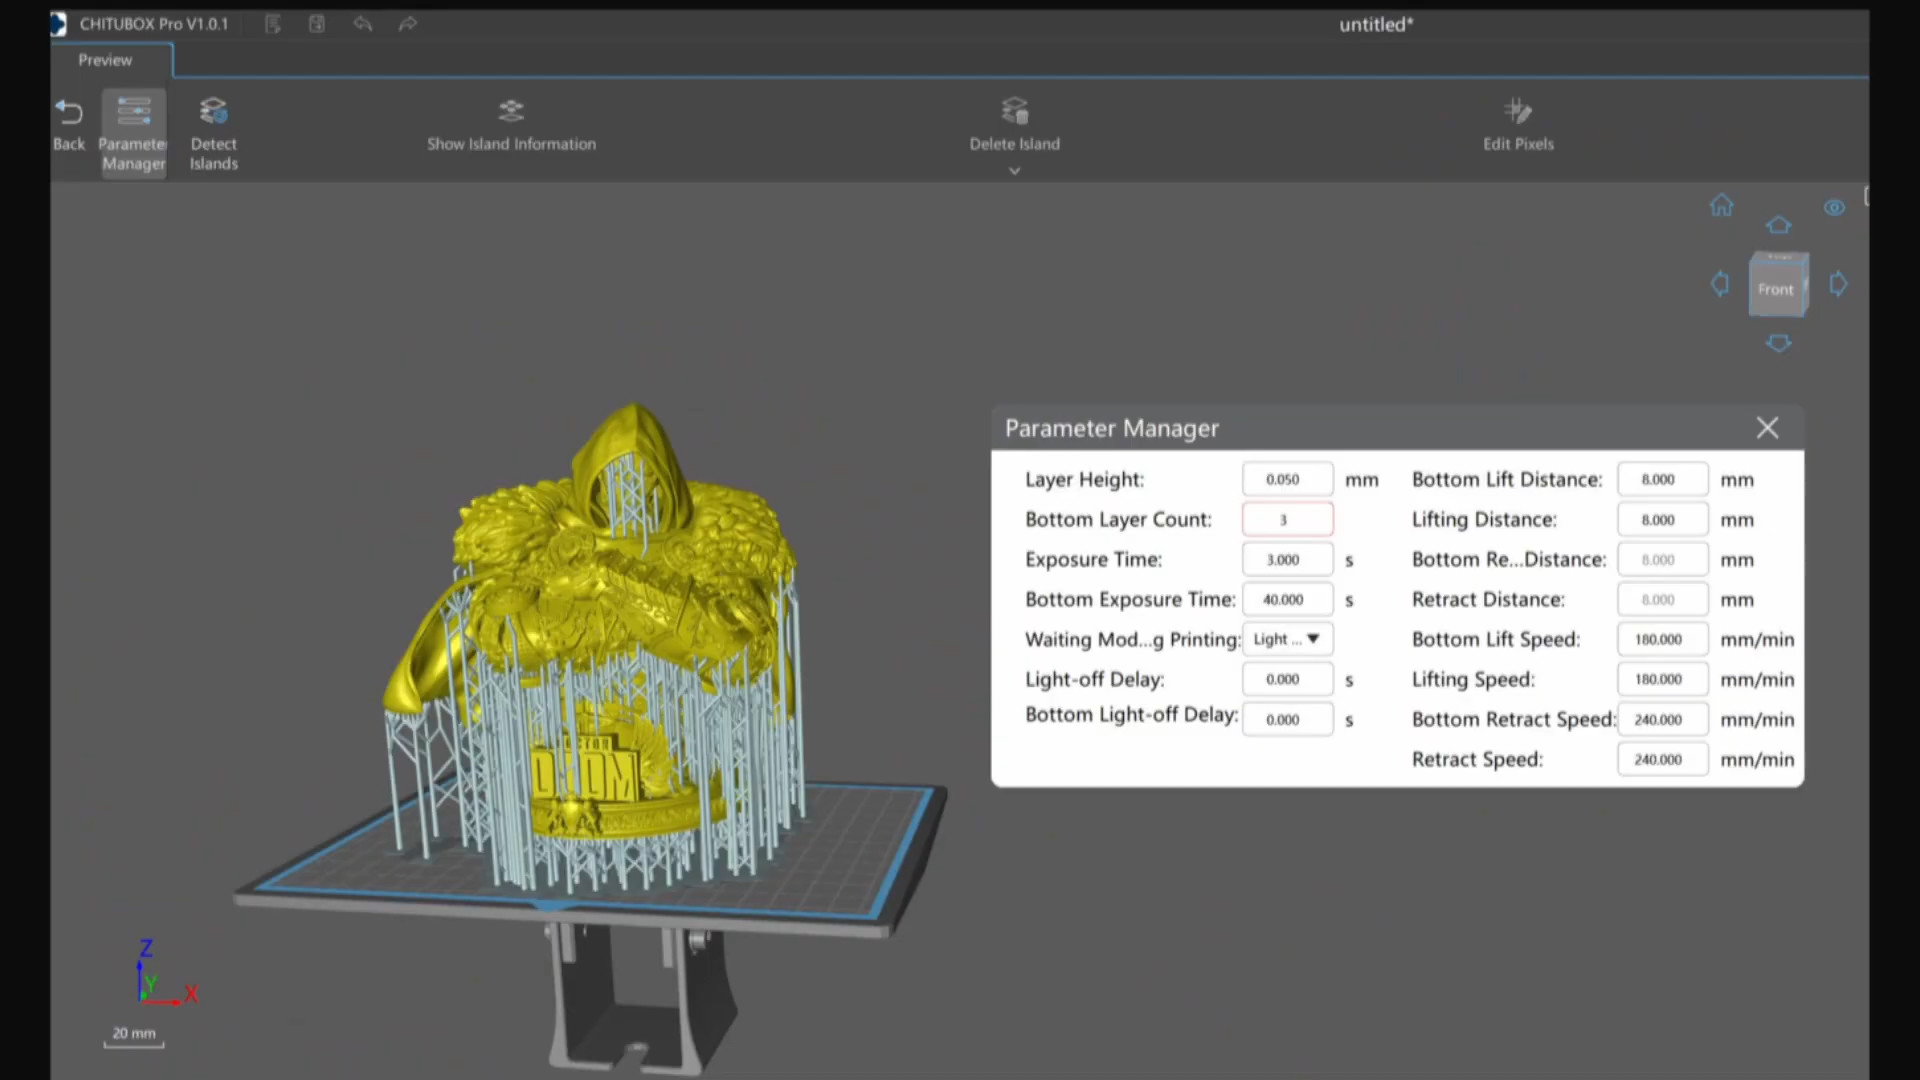 CHITUBOX Pro V1.0.1
untitled*
Preview
Back
Paramete
Manager
Detect
Islands
Show Island Information
Delete Island
Edit Pixels
Front
Parameter Manager
Layer Height: 0.050 mm
Bottom Layer Count: 3
Exposure Time: 3.000 s
Bottom Exposure Time: 40.000 s
Waiting Mod...g Printing: Light ...
Light-off Delay: 0.000 s
Bottom Light-off Delay: 0.000 s
Bottom Lift Distance: 8.000 mm
Lifting Distance: 8.000 mm
Bottom Re...Distance: 8.000 mm
Retract Distance: 8.000 mm
Bottom Lift Speed: 180.000 mm/min
Lifting Speed: 180.000 mm/min
Bottom Retract Speed: 240.000 mm/min
Retract Speed: 240.000 mm/min
DOOM
Z
Y
X
20 mm